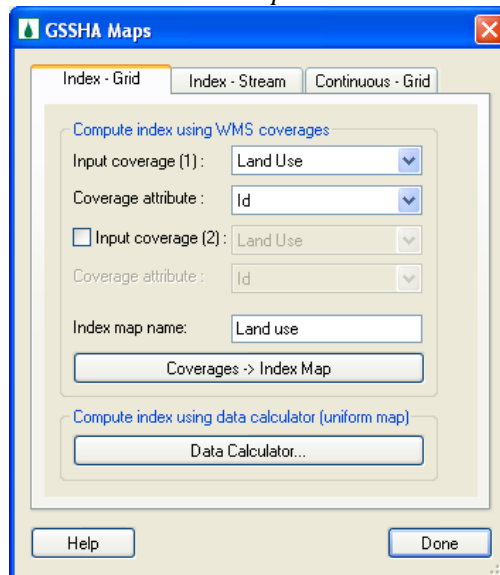 GSSHA Maps
Index - Grid Index - Stream Continuous - Grid
Compute index using WMS coverages
Input coverage (1) : Land Use
Coverage attribute : Id
Input coverage (2) : Land Use
Coverage attribute : Id
Index map name: Land use
Coverages -> Index Map
Compute index using data calculator (uniform map)
Data Calculator...
Help Done